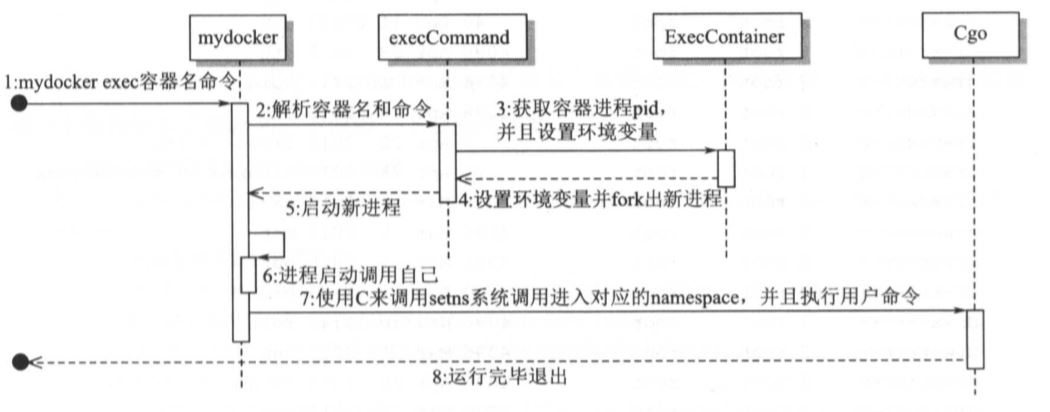 mydocker
execCommand
ExecContainer
Cgo
1:mydocker exec容器名命令
2:解析容器名和命令
3:获取容器进程pid，
并且设置环境变量
4:设置环境变量并fork出新进程
5:启动新进程
6:进程启动调用自己
7:使用C来调用setns系统调用进入对应的namespace，并且执行用户命令
8:运行完毕退出